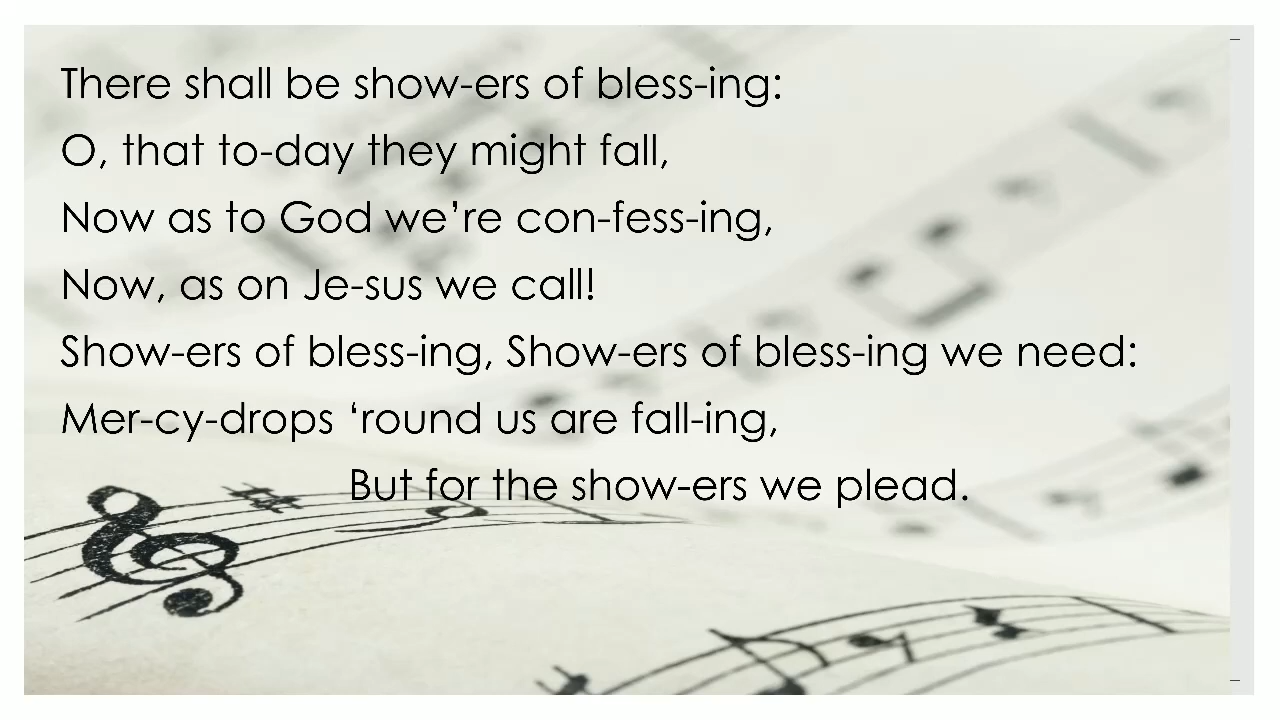 There shall be show-ers of bless-ing:
O, that to-day they might fall,
Now as to God we’re con-fess-ing,
Now, as on Je-sus we call!
Show-ers of bless-ing, Show-ers of bless-ing we need:
Mer-cy-drops ‘round us are fall-ing,
But for the show-ers we plead.